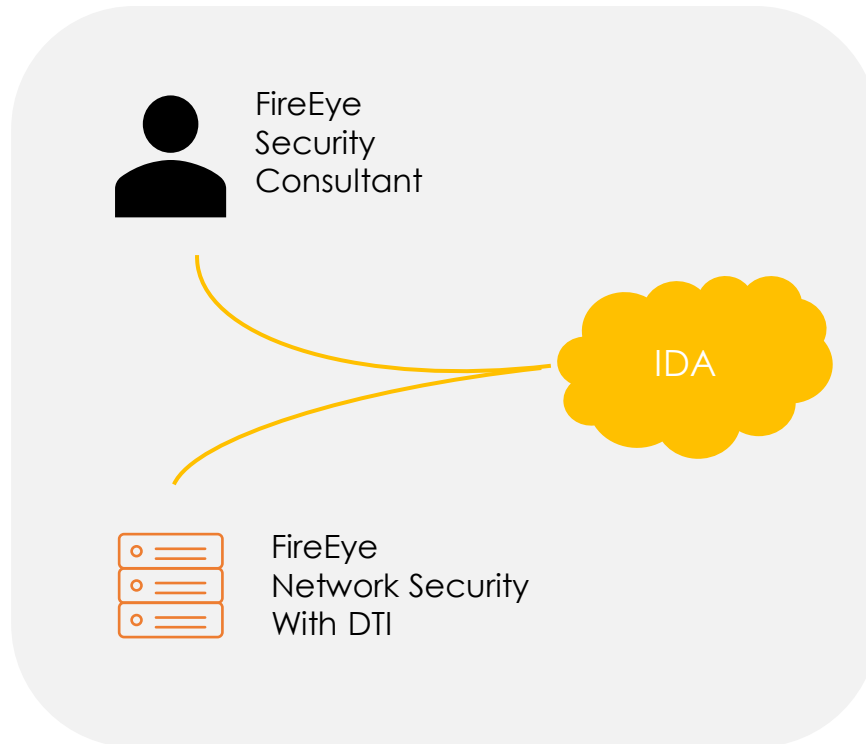 FireEye
Security
Consultant
IDA
FireEye
Network Security
With DTI